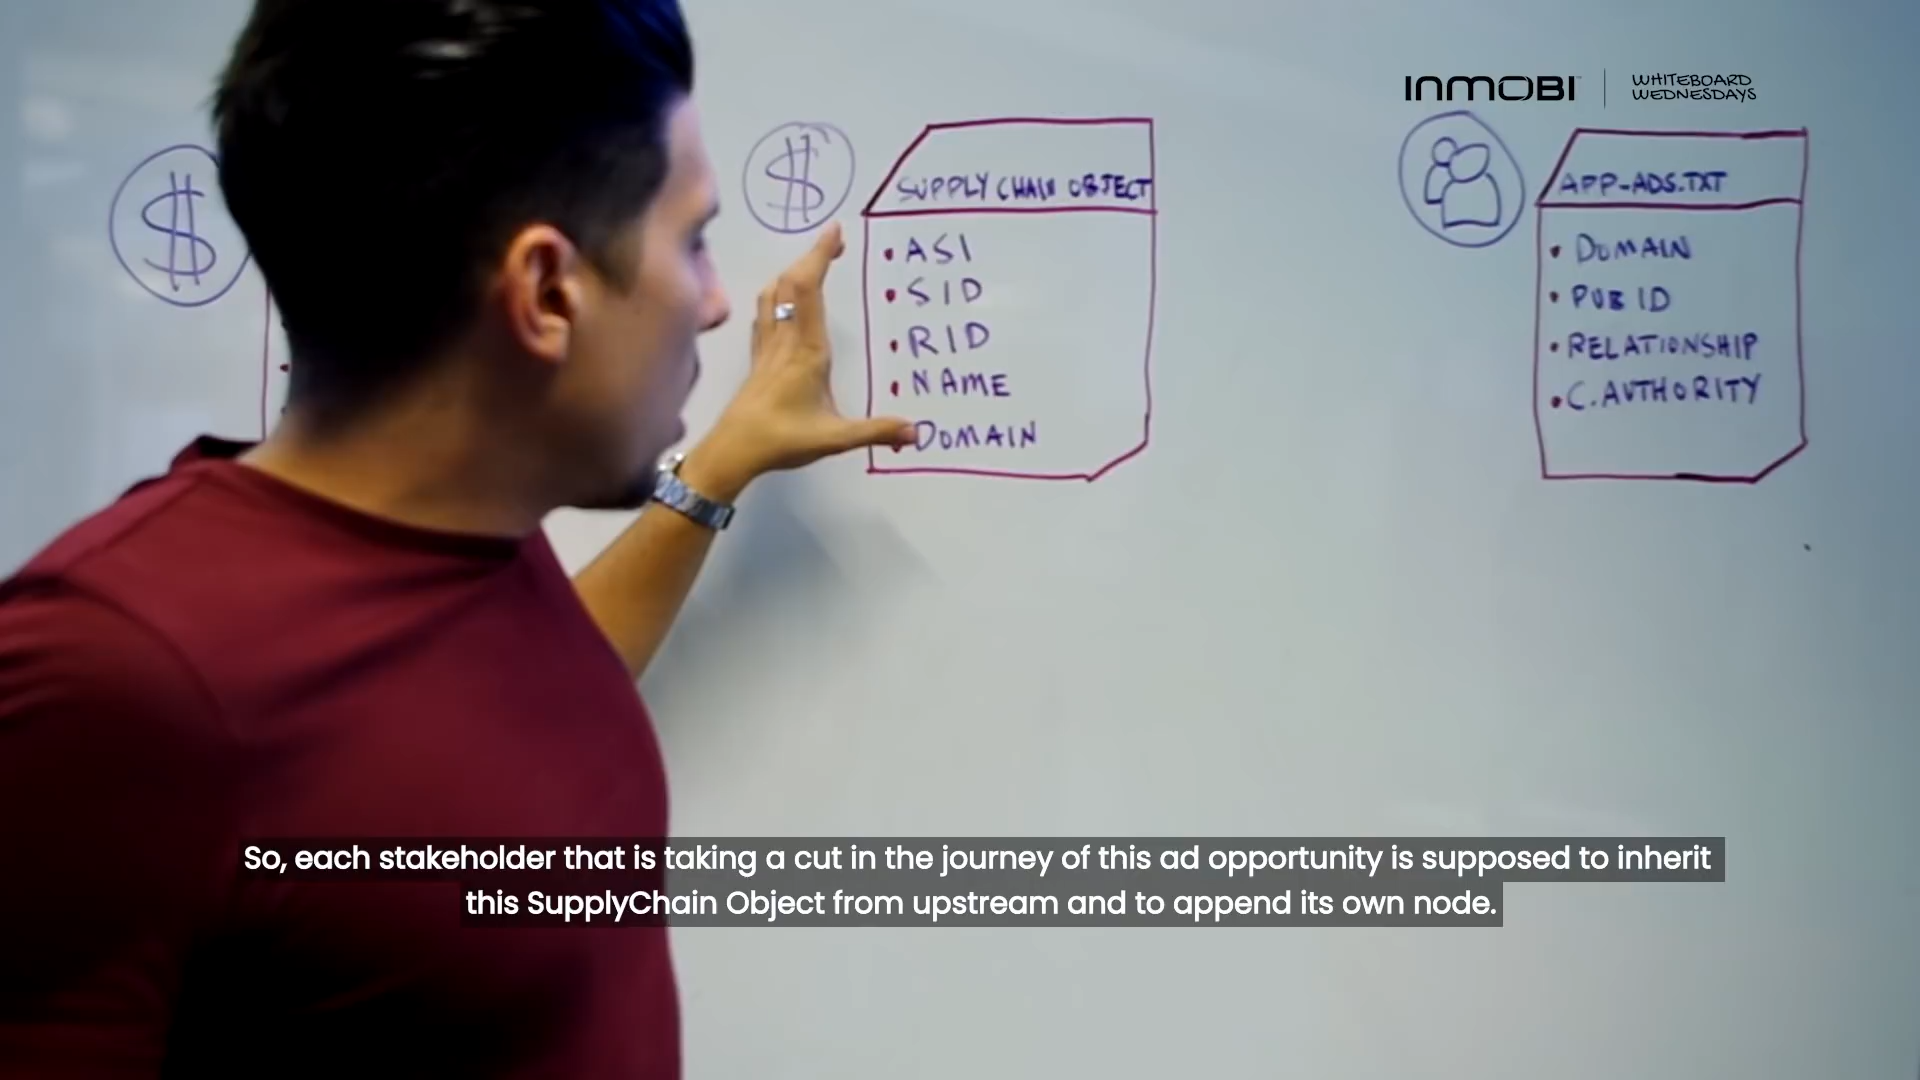 INMOBI
WHITEBOARD
WEDNESDAYS
$
$
SUPPLY CHAIN OBJECT
• ASI
• SID
• RID
• NAME
• DOMAIN
APP-ADS.TXT
• DOMAIN
• PUB ID
• RELATIONSHIP
• C. AUTHORITY
So, each stakeholder that is taking a cut in the journey of this ad opportunity is supposed to inherit
this SupplyChain Object from upstream and to append its own node.